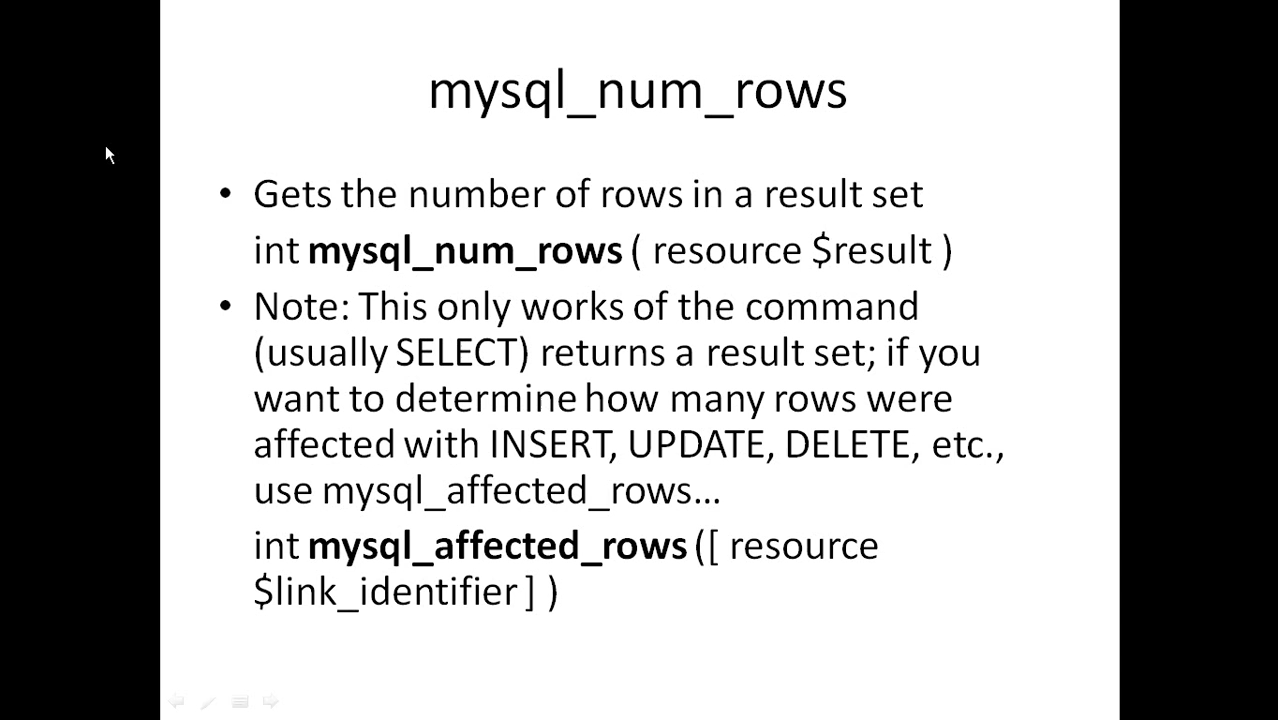 mysql_num_rows
• Gets the number of rows in a result set
int mysql_num_rows ( resource $result )
• Note: This only works of the command
(usually SELECT) returns a result set; if you
want to determine how many rows were
affected with INSERT, UPDATE, DELETE, etc.,
use mysql_affected_rows…
int mysql_affected_rows ([ resource
$link_identifier ] )